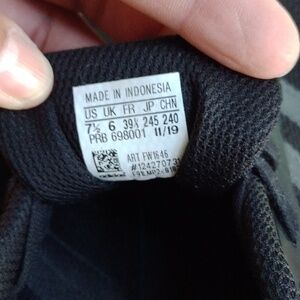 MADE IN INDONESIA
US UK FR JP CHN
7½ 6 39⅓ 245 240
PRB 698001 11/19
ART FW1646